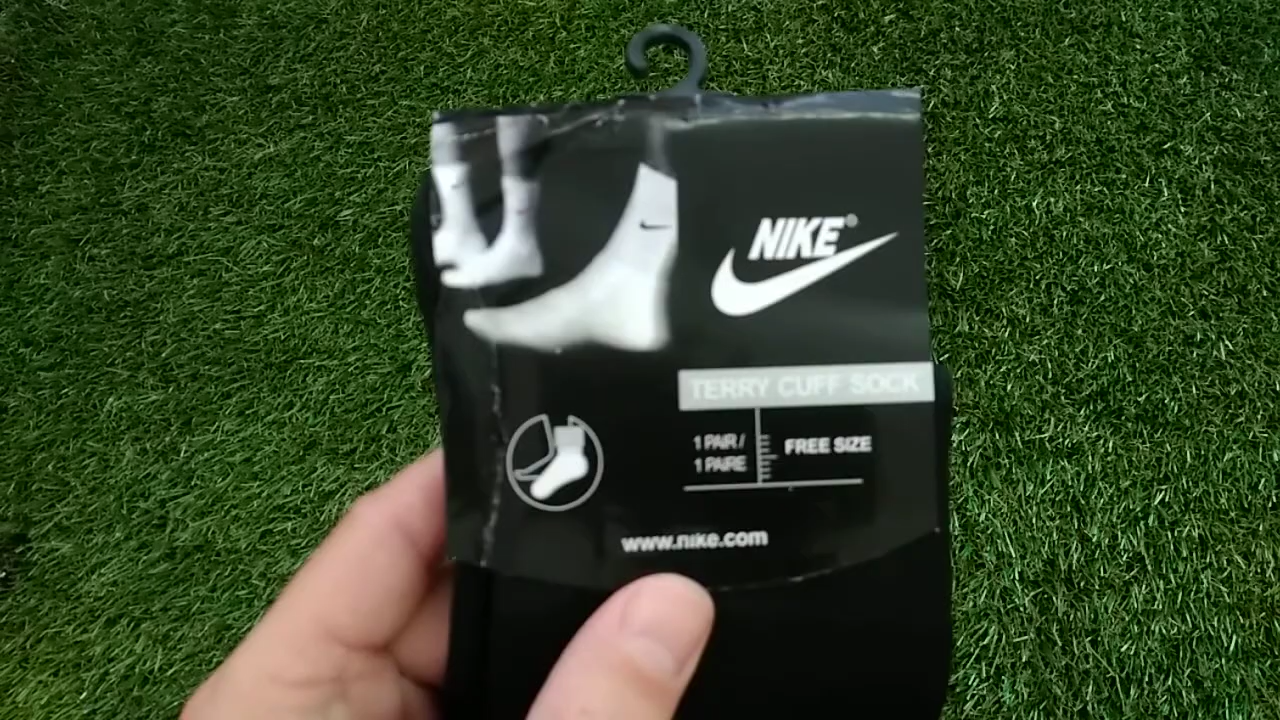 NIKE®
TERRY CUFF SOCK
1 PAIR /
1 PAIRE
FREE SIZE
www.nike.com